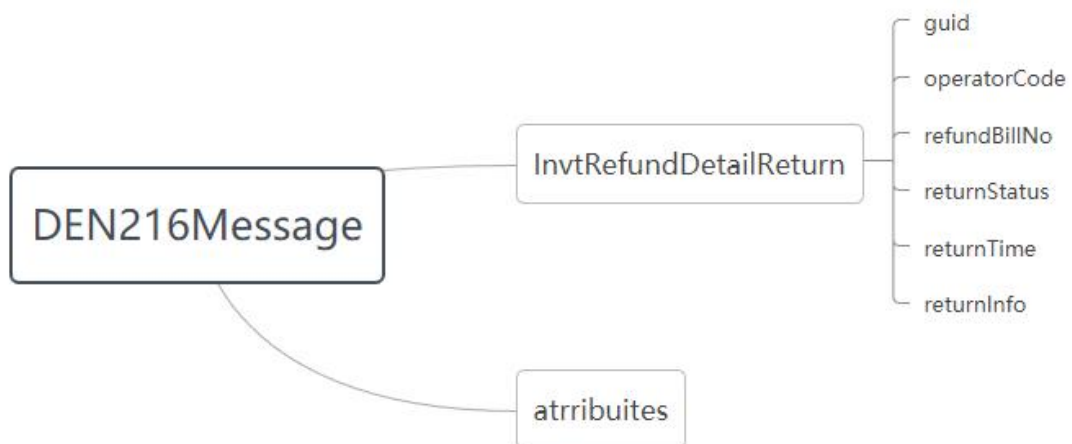 DEN216Message
InvtRefundDetailReturn
guid
operatorCode
refundBillNo
returnStatus
returnTime
returnInfo
atrribuites